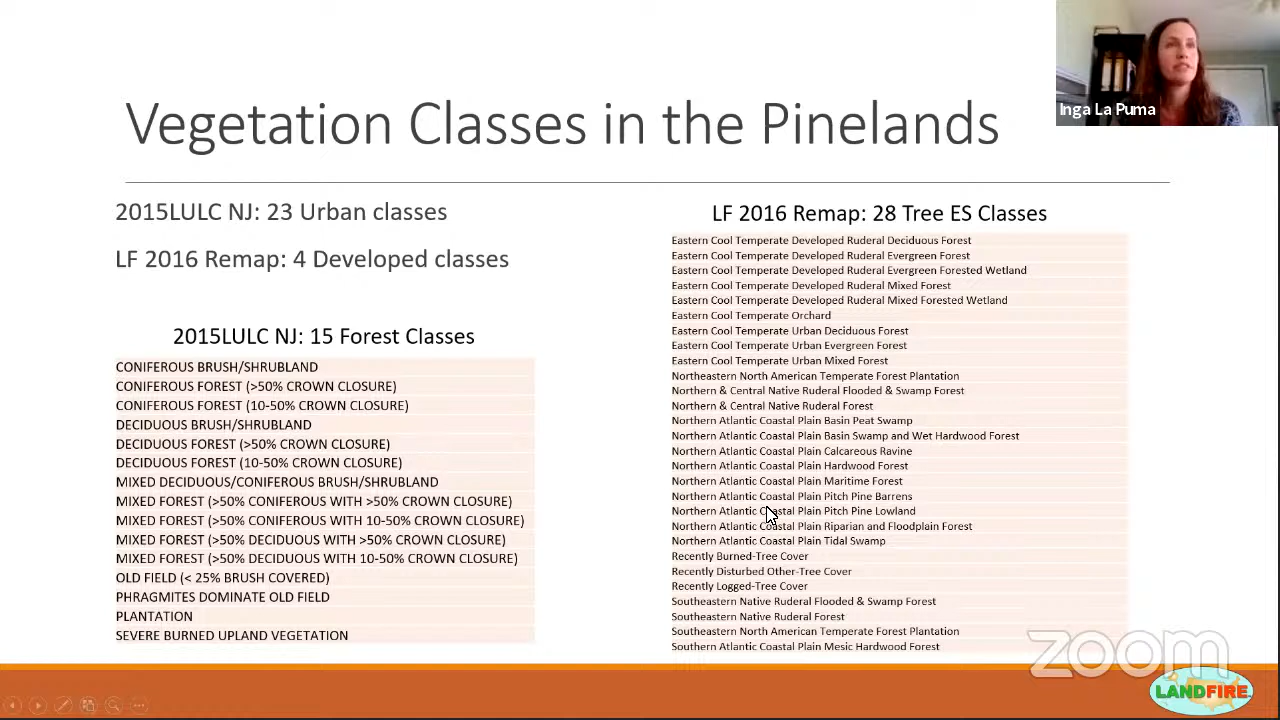 Inga La Puma
Vegetation Classes in the Pinelands
2015LULC NJ: 23 Urban classes
LF 2016 Remap: 4 Developed classes
2015LULC NJ: 15 Forest Classes
CONIFEROUS BRUSH/SHRUBLAND
CONIFEROUS FOREST (>50% CROWN CLOSURE)
CONIFEROUS FOREST (10-50% CROWN CLOSURE)
DECIDUOUS BRUSH/SHRUBLAND
DECIDUOUS FOREST (>50% CROWN CLOSURE)
DECIDUOUS FOREST (10-50% CROWN CLOSURE)
MIXED DECIDUOUS/CONIFEROUS BRUSH/SHRUBLAND
MIXED FOREST (>50% CONIFEROUS WITH >50% CROWN CLOSURE)
MIXED FOREST (>50% CONIFEROUS WITH 10-50% CROWN CLOSURE)
MIXED FOREST (>50% DECIDUOUS WITH >50% CROWN CLOSURE)
MIXED FOREST (>50% DECIDUOUS WITH 10-50% CROWN CLOSURE)
OLD FIELD (< 25% BRUSH COVERED)
PHRAGMITES DOMINATE OLD FIELD
PLANTATION
SEVERE BURNED UPLAND VEGETATION
LF 2016 Remap: 28 Tree ES Classes
Eastern Cool Temperate Developed Ruderal Deciduous Forest
Eastern Cool Temperate Developed Ruderal Evergreen Forest
Eastern Cool Temperate Developed Ruderal Evergreen Forested Wetland
Eastern Cool Temperate Developed Ruderal Mixed Forest
Eastern Cool Temperate Developed Ruderal Mixed Forested Wetland
Eastern Cool Temperate Orchard
Eastern Cool Temperate Urban Deciduous Forest
Eastern Cool Temperate Urban Evergreen Forest
Eastern Cool Temperate Urban Mixed Forest
Northeastern North American Temperate Forest Plantation
Northern & Central Native Ruderal Flooded & Swamp Forest
Northern & Central Native Ruderal Forest
Northern Atlantic Coastal Plain Basin Peat Swamp
Northern Atlantic Coastal Plain Basin Swamp and Wet Hardwood Forest
Northern Atlantic Coastal Plain Calcareous Ravine
Northern Atlantic Coastal Plain Hardwood Forest
Northern Atlantic Coastal Plain Maritime Forest
Northern Atlantic Coastal Plain Pitch Pine Barrens
Northern Atlantic Coastal Plain Pitch Pine Lowland
Northern Atlantic Coastal Plain Riparian and Floodplain Forest
Northern Atlantic Coastal Plain Tidal Swamp
Recently Burned-Tree Cover
Recently Disturbed Other-Tree Cover
Recently Logged-Tree Cover
Southeastern Native Ruderal Flooded & Swamp Forest
Southeastern Native Ruderal Forest
Southeastern North American Temperate Forest Plantation
Southern Atlantic Coastal Plain Mesic Hardwood Forest
zoom
LANDFIRE